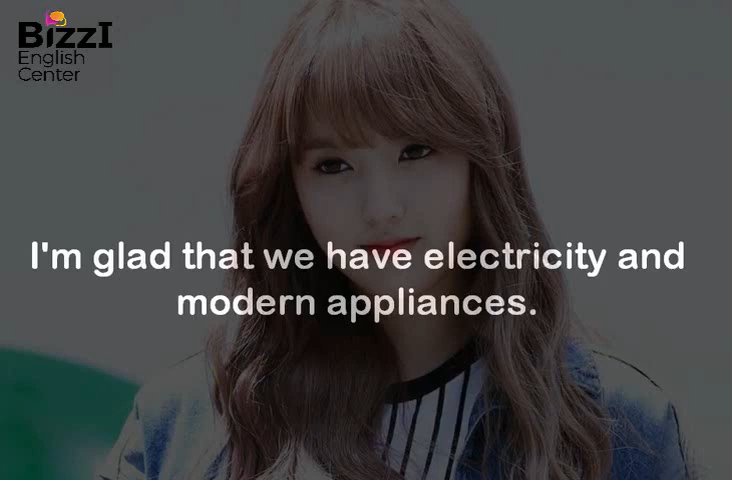 BizzI
English
Center
I'm glad that we have electricity and
modern appliances.